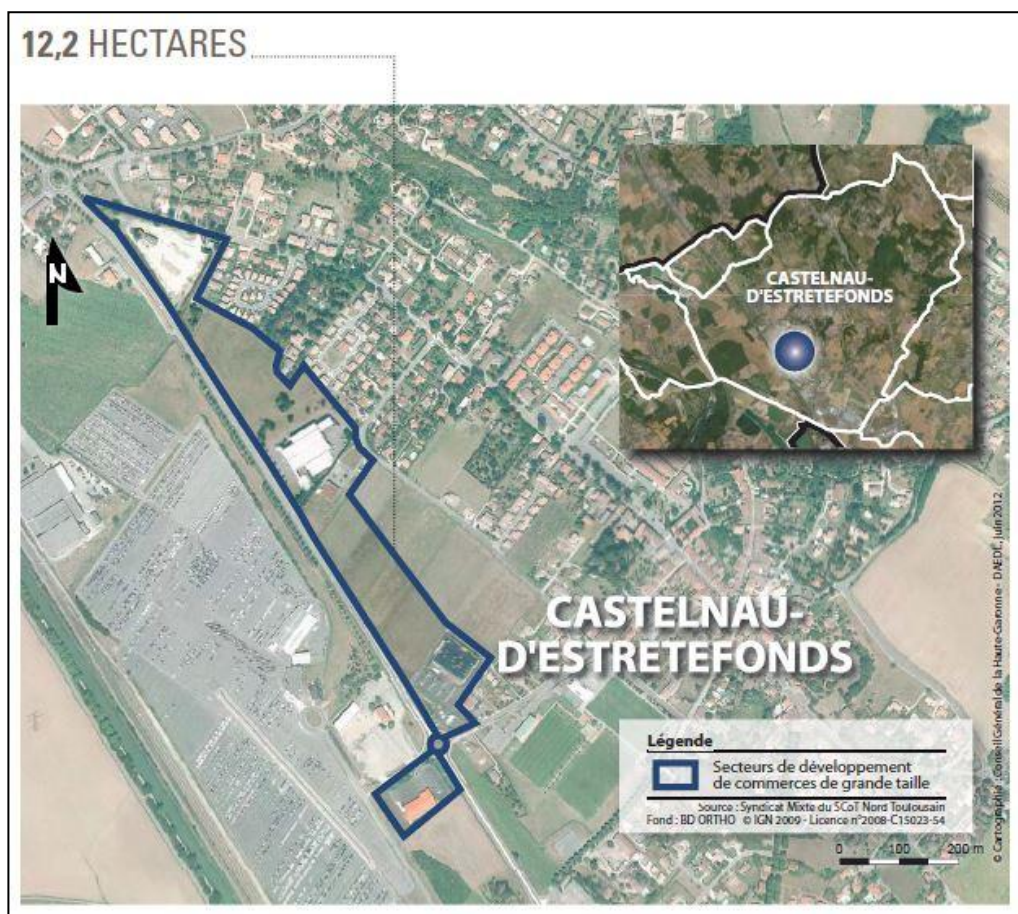 12,2 HECTARES
N
CASTELNAU-
D'ESTRETEFONDS
CASTELNAU-
D'ESTRETEFONDS
Légende
Secteurs de développement
de commerces de grande taille
Source : Syndicat Mixte du SCoT Nord Toulousain
Fond : BD ORTHO © IGN 2009 - Licence n°2008-C15023-54
0 100 200 m
© Cartographie : Conseil Général de la Haute-Garonne - DAEDL, juin 2012